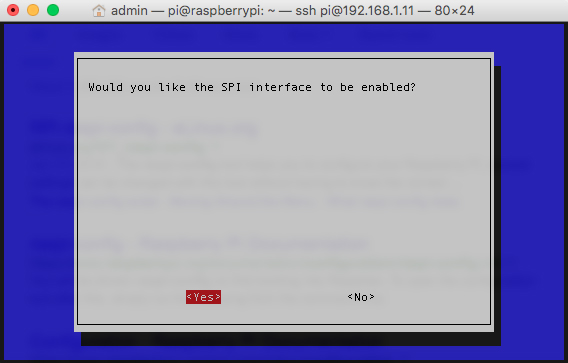 admin — pi@raspberrypi: ~ — ssh pi@192.168.1.11 — 80×24
Would you like the SPI interface to be enabled?
<Yes> <No>